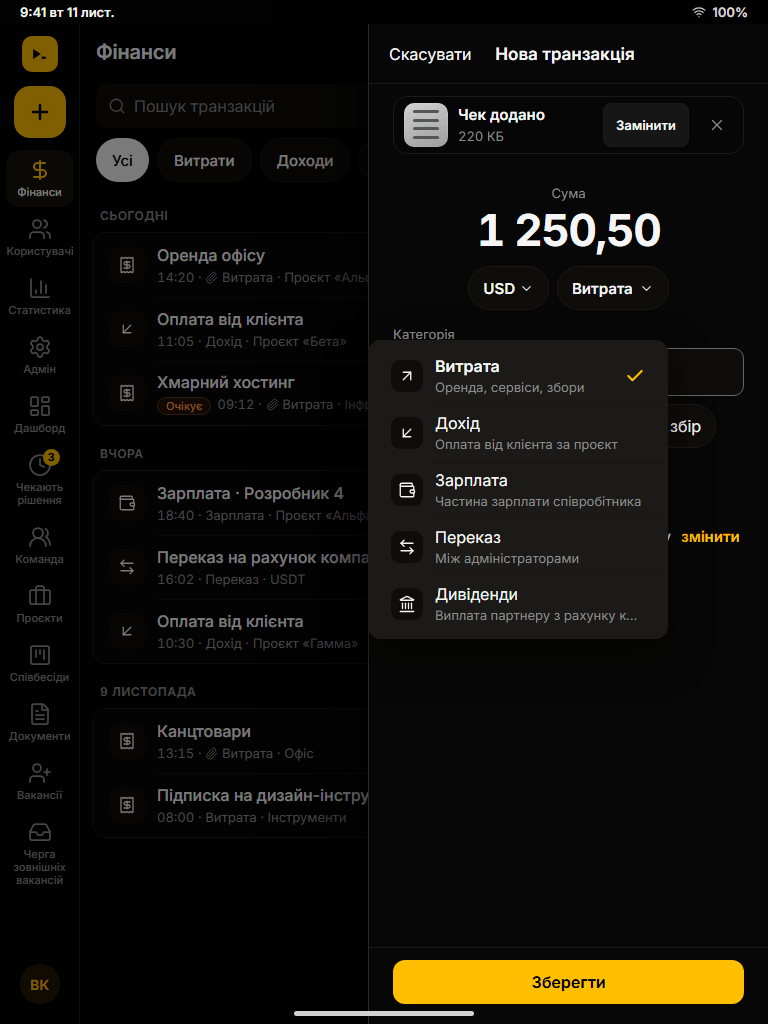 9:41 вт 11 лист.
100%
Фінанси
Користувачі
Статистика
Адмін
Дашборд
3
Чекають
рішення
Команда
Проєкти
Співбесіди
Документи
Вакансії
Черга
зовнішніх
вакансій
ВК
Фінанси
Пошук транзакцій
Усі
Витрати
Доходи
СЬОГОДНІ
Оренда офісу
14:20 · Витрата · Проєкт «Альф
Оплата від клієнта
11:05 · Дохід · Проєкт «Бета»
Хмарний хостинг
Очікує 09:12 · Витрата · Інфр
ВЧОРА
Зарплата · Розробник 4
18:40 · Зарплата · Проєкт «Альфа
Переказ на рахунок компа
16:02 · Переказ · USDT
Оплата від клієнта
10:30 · Дохід · Проєкт «Гамма»
9 ЛИСТОПАДА
Канцтовари
13:15 · Витрата · Офіс
Підписка на дизайн-інстру
08:00 · Витрата · Інструменти
Скасувати
Нова транзакція
Чек додано
220 КБ
Замінити
Сума
1 250,50
USD
Витрата
Категорія
Витрата
Оренда, сервіси, збори
Дохід
Оплата від клієнта за проєкт
Зарплата
Частина зарплати співробітника
Переказ
Між адміністраторами
Дивіденди
Виплата партнеру з рахунку к...
збір
змінити
Зберегти